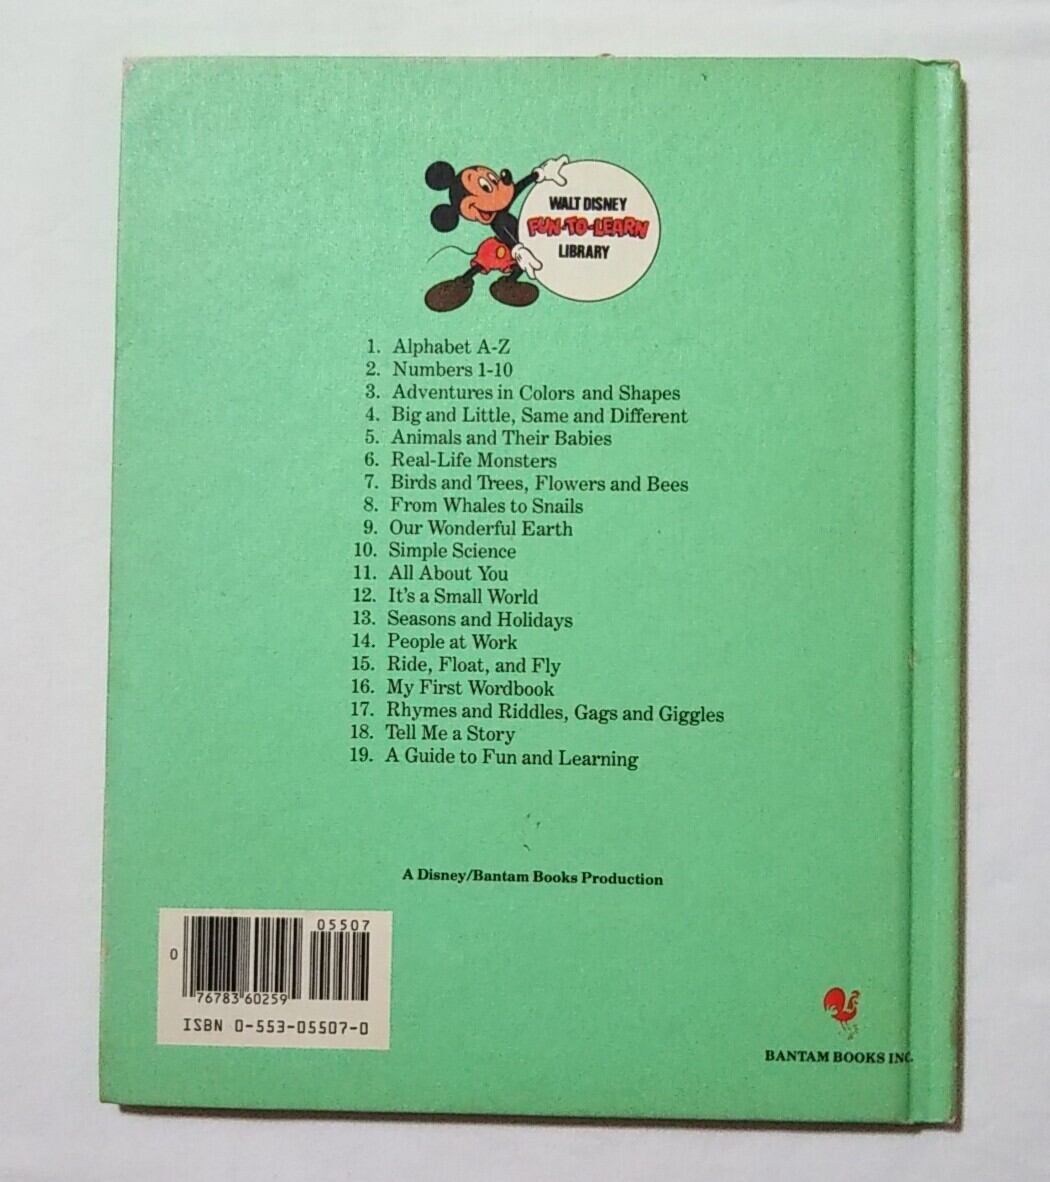 WALT DISNEY
FUN-TO-LEARN
LIBRARY
1. Alphabet A-Z
2. Numbers 1-10
3. Adventures in Colors and Shapes
4. Big and Little, Same and Different
5. Animals and Their Babies
6. Real-Life Monsters
7. Birds and Trees, Flowers and Bees
8. From Whales to Snails
9. Our Wonderful Earth
10. Simple Science
11. All About You
12. It's a Small World
13. Seasons and Holidays
14. People at Work
15. Ride, Float, and Fly
16. My First Wordbook
17. Rhymes and Riddles, Gags and Giggles
18. Tell Me a Story
19. A Guide to Fun and Learning
A Disney/Bantam Books Production
05507
0
76783 60259
ISBN 0-553-05507-0
BANTAM BOOKS INC.